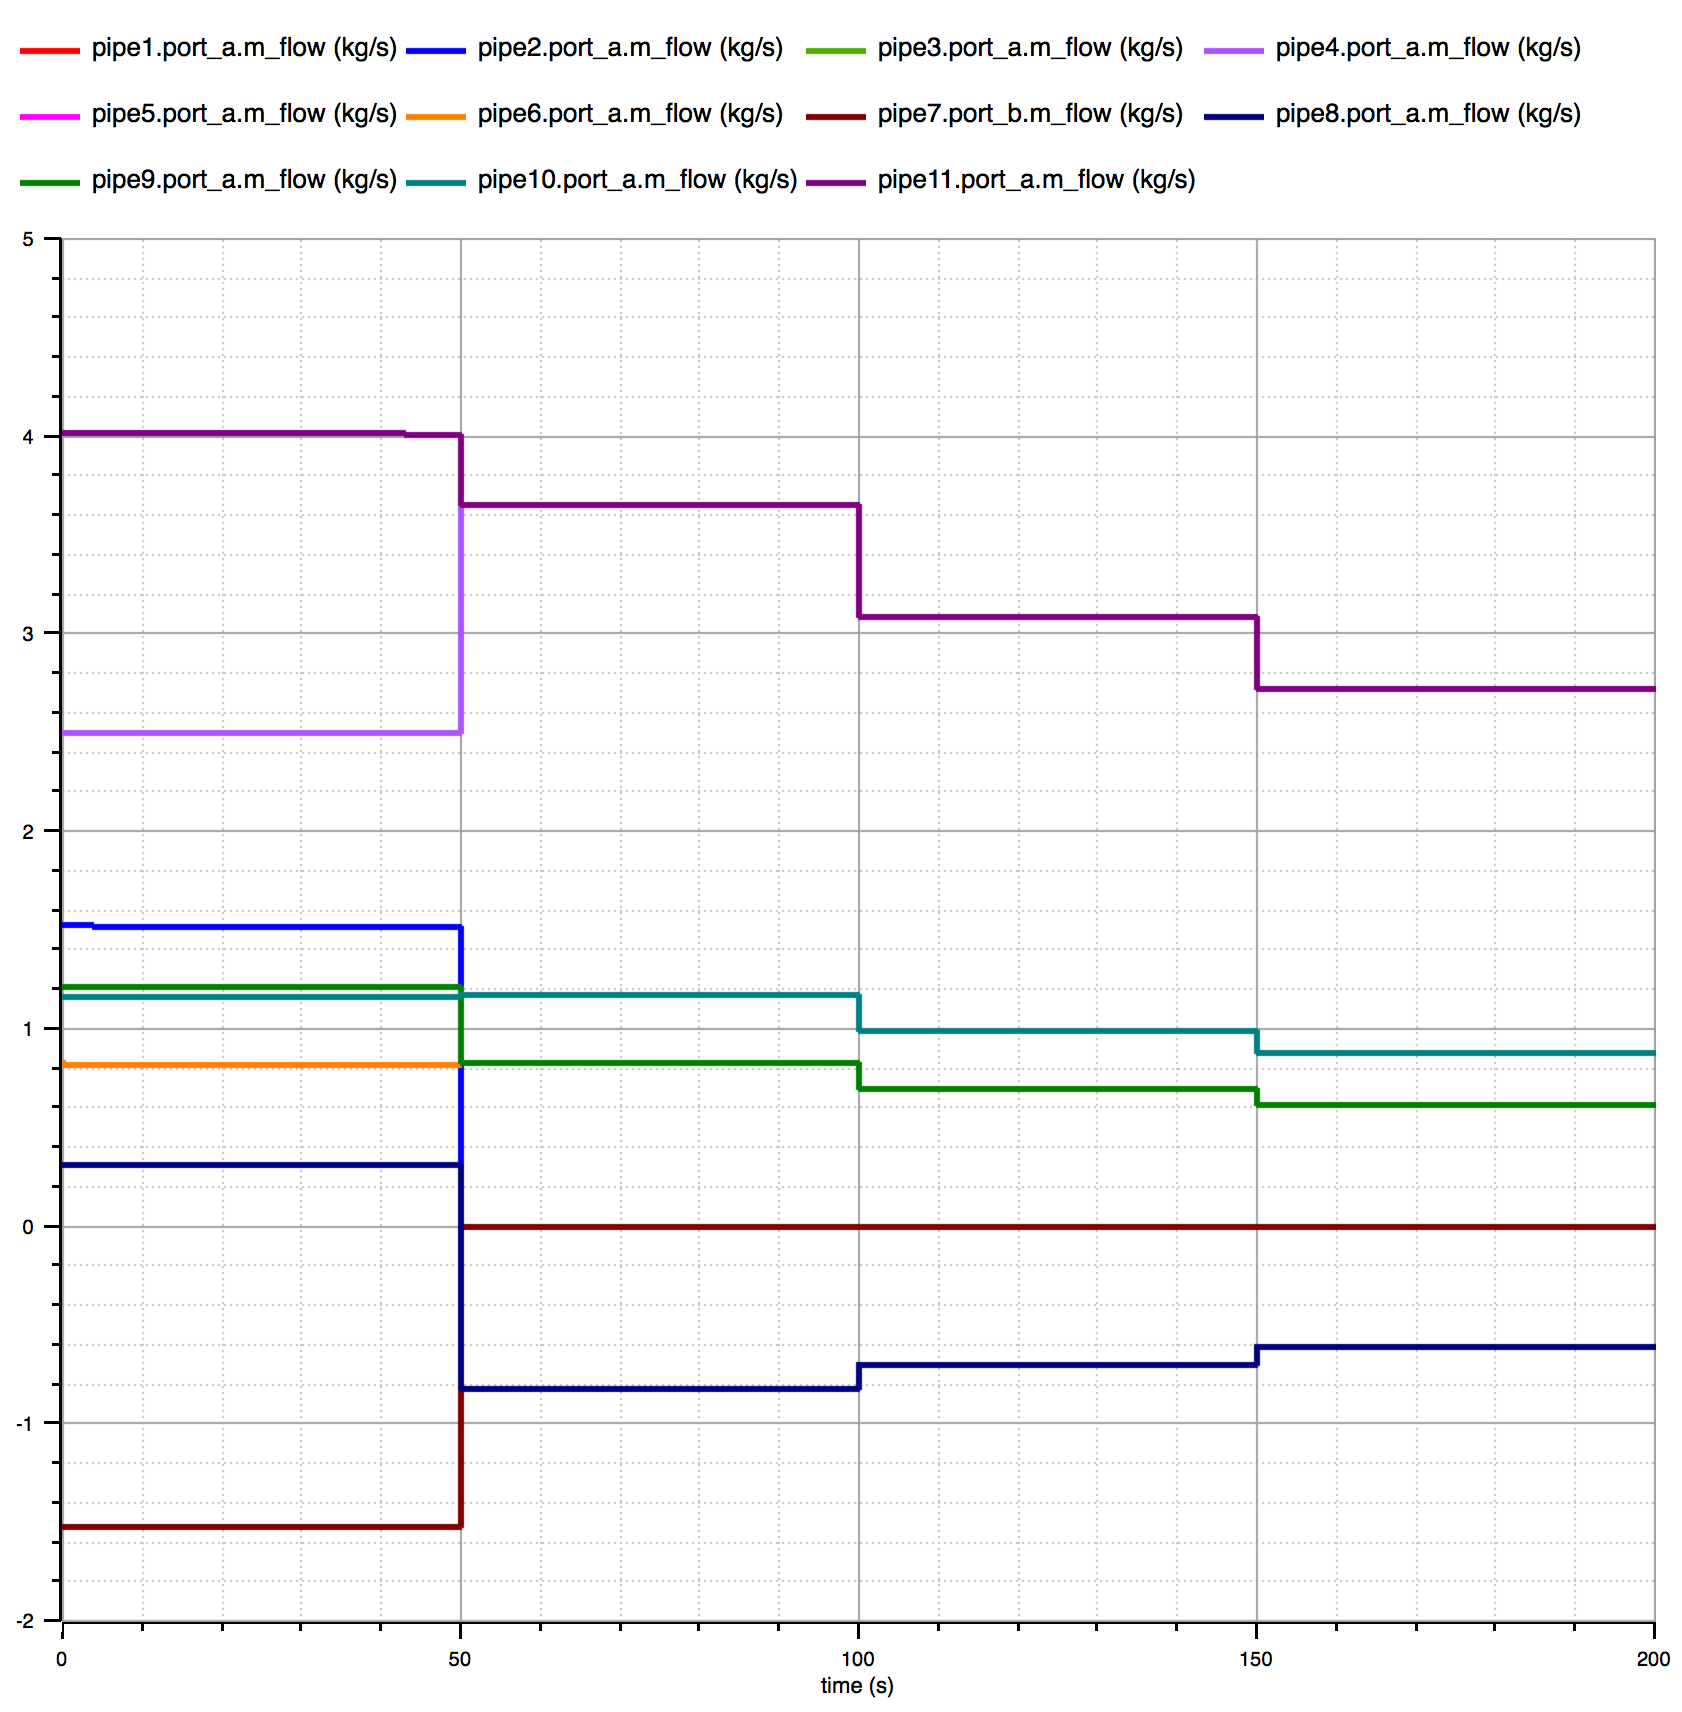 pipe1.port_a.m_flow (kg/s) pipe2.port_a.m_flow (kg/s) pipe3.port_a.m_flow (kg/s) pipe4.port_a.m_flow (kg/s)
pipe5.port_a.m_flow (kg/s) pipe6.port_a.m_flow (kg/s) pipe7.port_b.m_flow (kg/s) pipe8.port_a.m_flow (kg/s)
pipe9.port_a.m_flow (kg/s) pipe10.port_a.m_flow (kg/s) pipe11.port_a.m_flow (kg/s)
5
4
3
2
1
0
-1
-2
0 50 100 150 200
time (s)